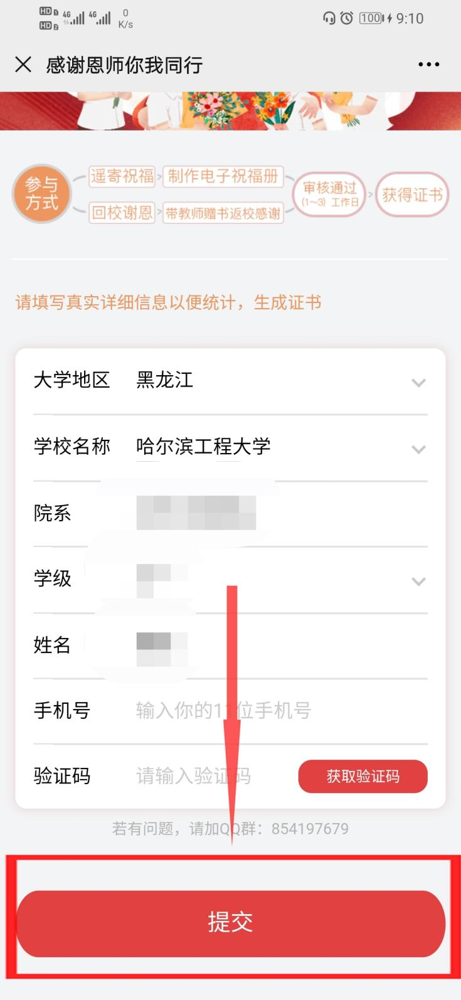 HD 1 4G 4G 0 100 9:10
HD 2 K/s
感谢恩师你我同行
参与
方式
遥寄祝福
制作电子祝福册
回校谢恩
带教师赠书返校感谢
审核通过
(1~3) 工作日
获得证书
请填写真实详细信息以便统计，生成证书
大学地区 黑龙江
学校名称 哈尔滨工程大学
院系
学级
姓名
手机号 输入你的11位手机号
验证码 请输入验证码 获取验证码
若有问题，请加QQ群：854197679
提交